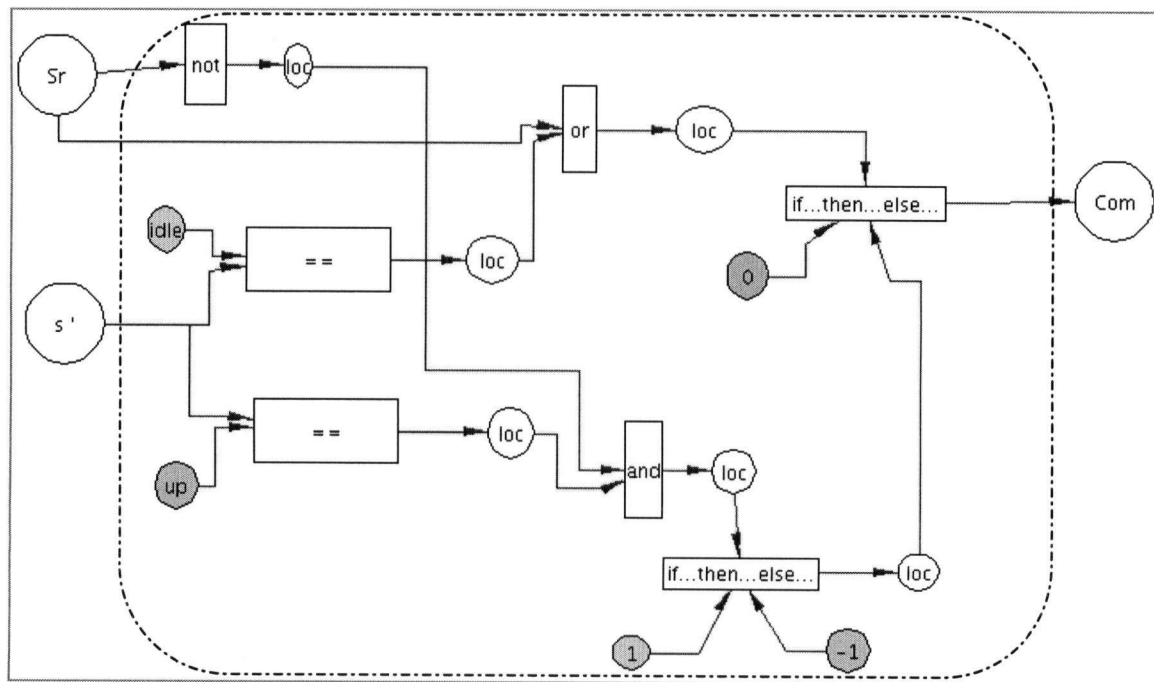 Sr
not
loc
or
loc
if...then...else...
Com
idle
==
loc
0
s '
==
loc
up
and
loc
if...then...else...
loc
1
-1